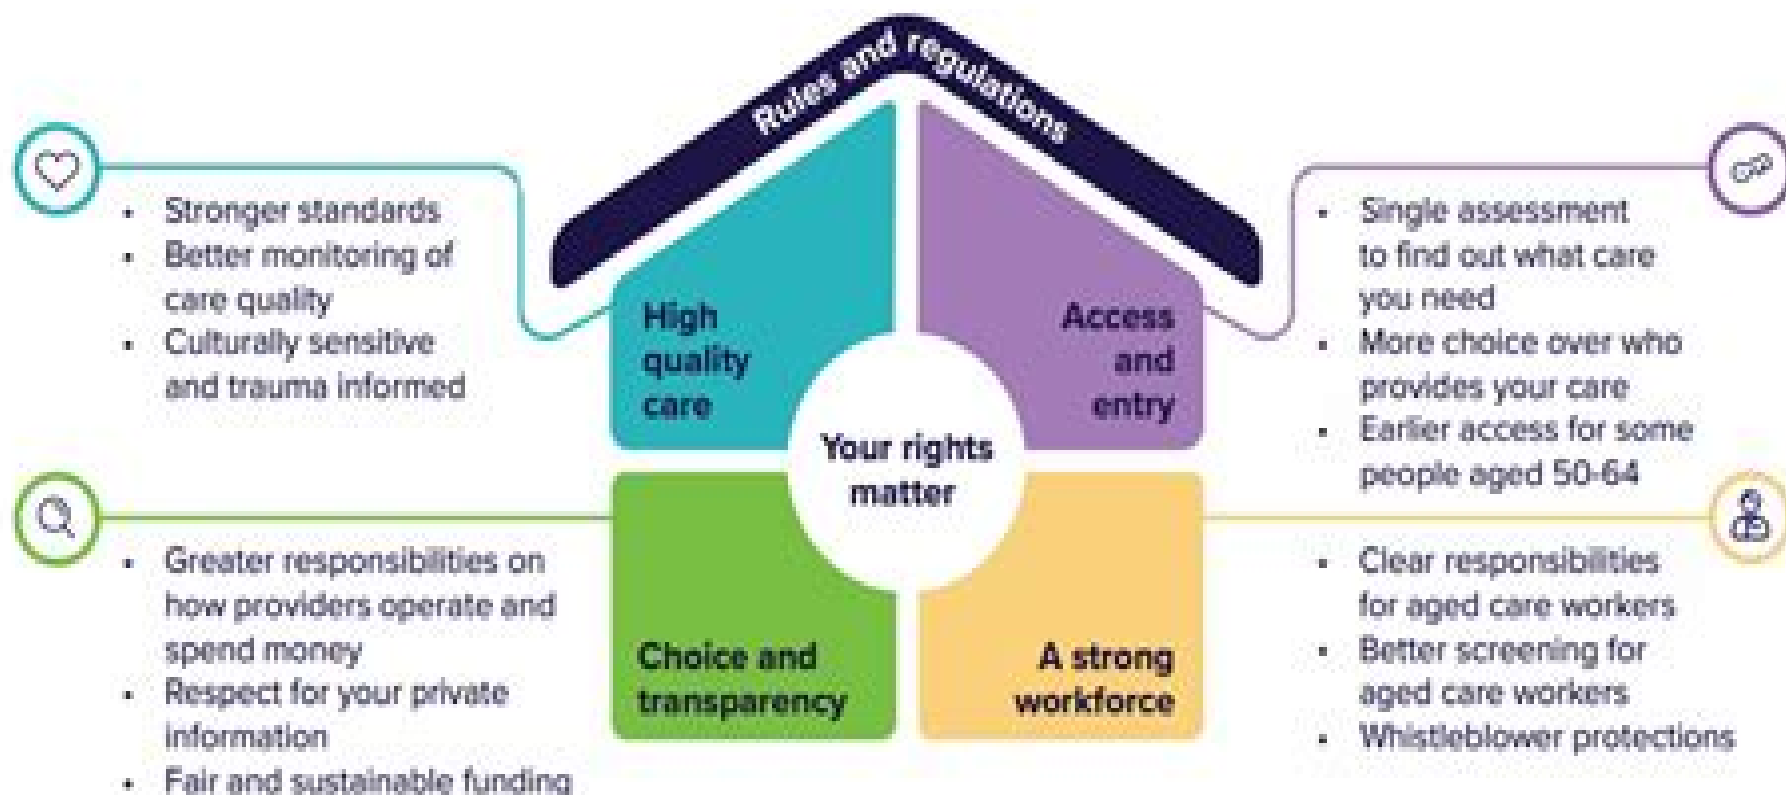 Rules and regulations
• Stronger standards
• Better monitoring of
care quality
• Culturally sensitive
and trauma informed
High
quality
care
Access
and
entry
• Single assessment
to find out what care
you need
• More choice over who
provides your care
• Earlier access for some
people aged 50-64
Your rights
matter
• Greater responsibilities on
how providers operate and
spend money
• Respect for your private
information
• Fair and sustainable funding
Choice and
transparency
A strong
workforce
• Clear responsibilities
for aged care workers
• Better screening for
aged care workers
• Whistleblower protections